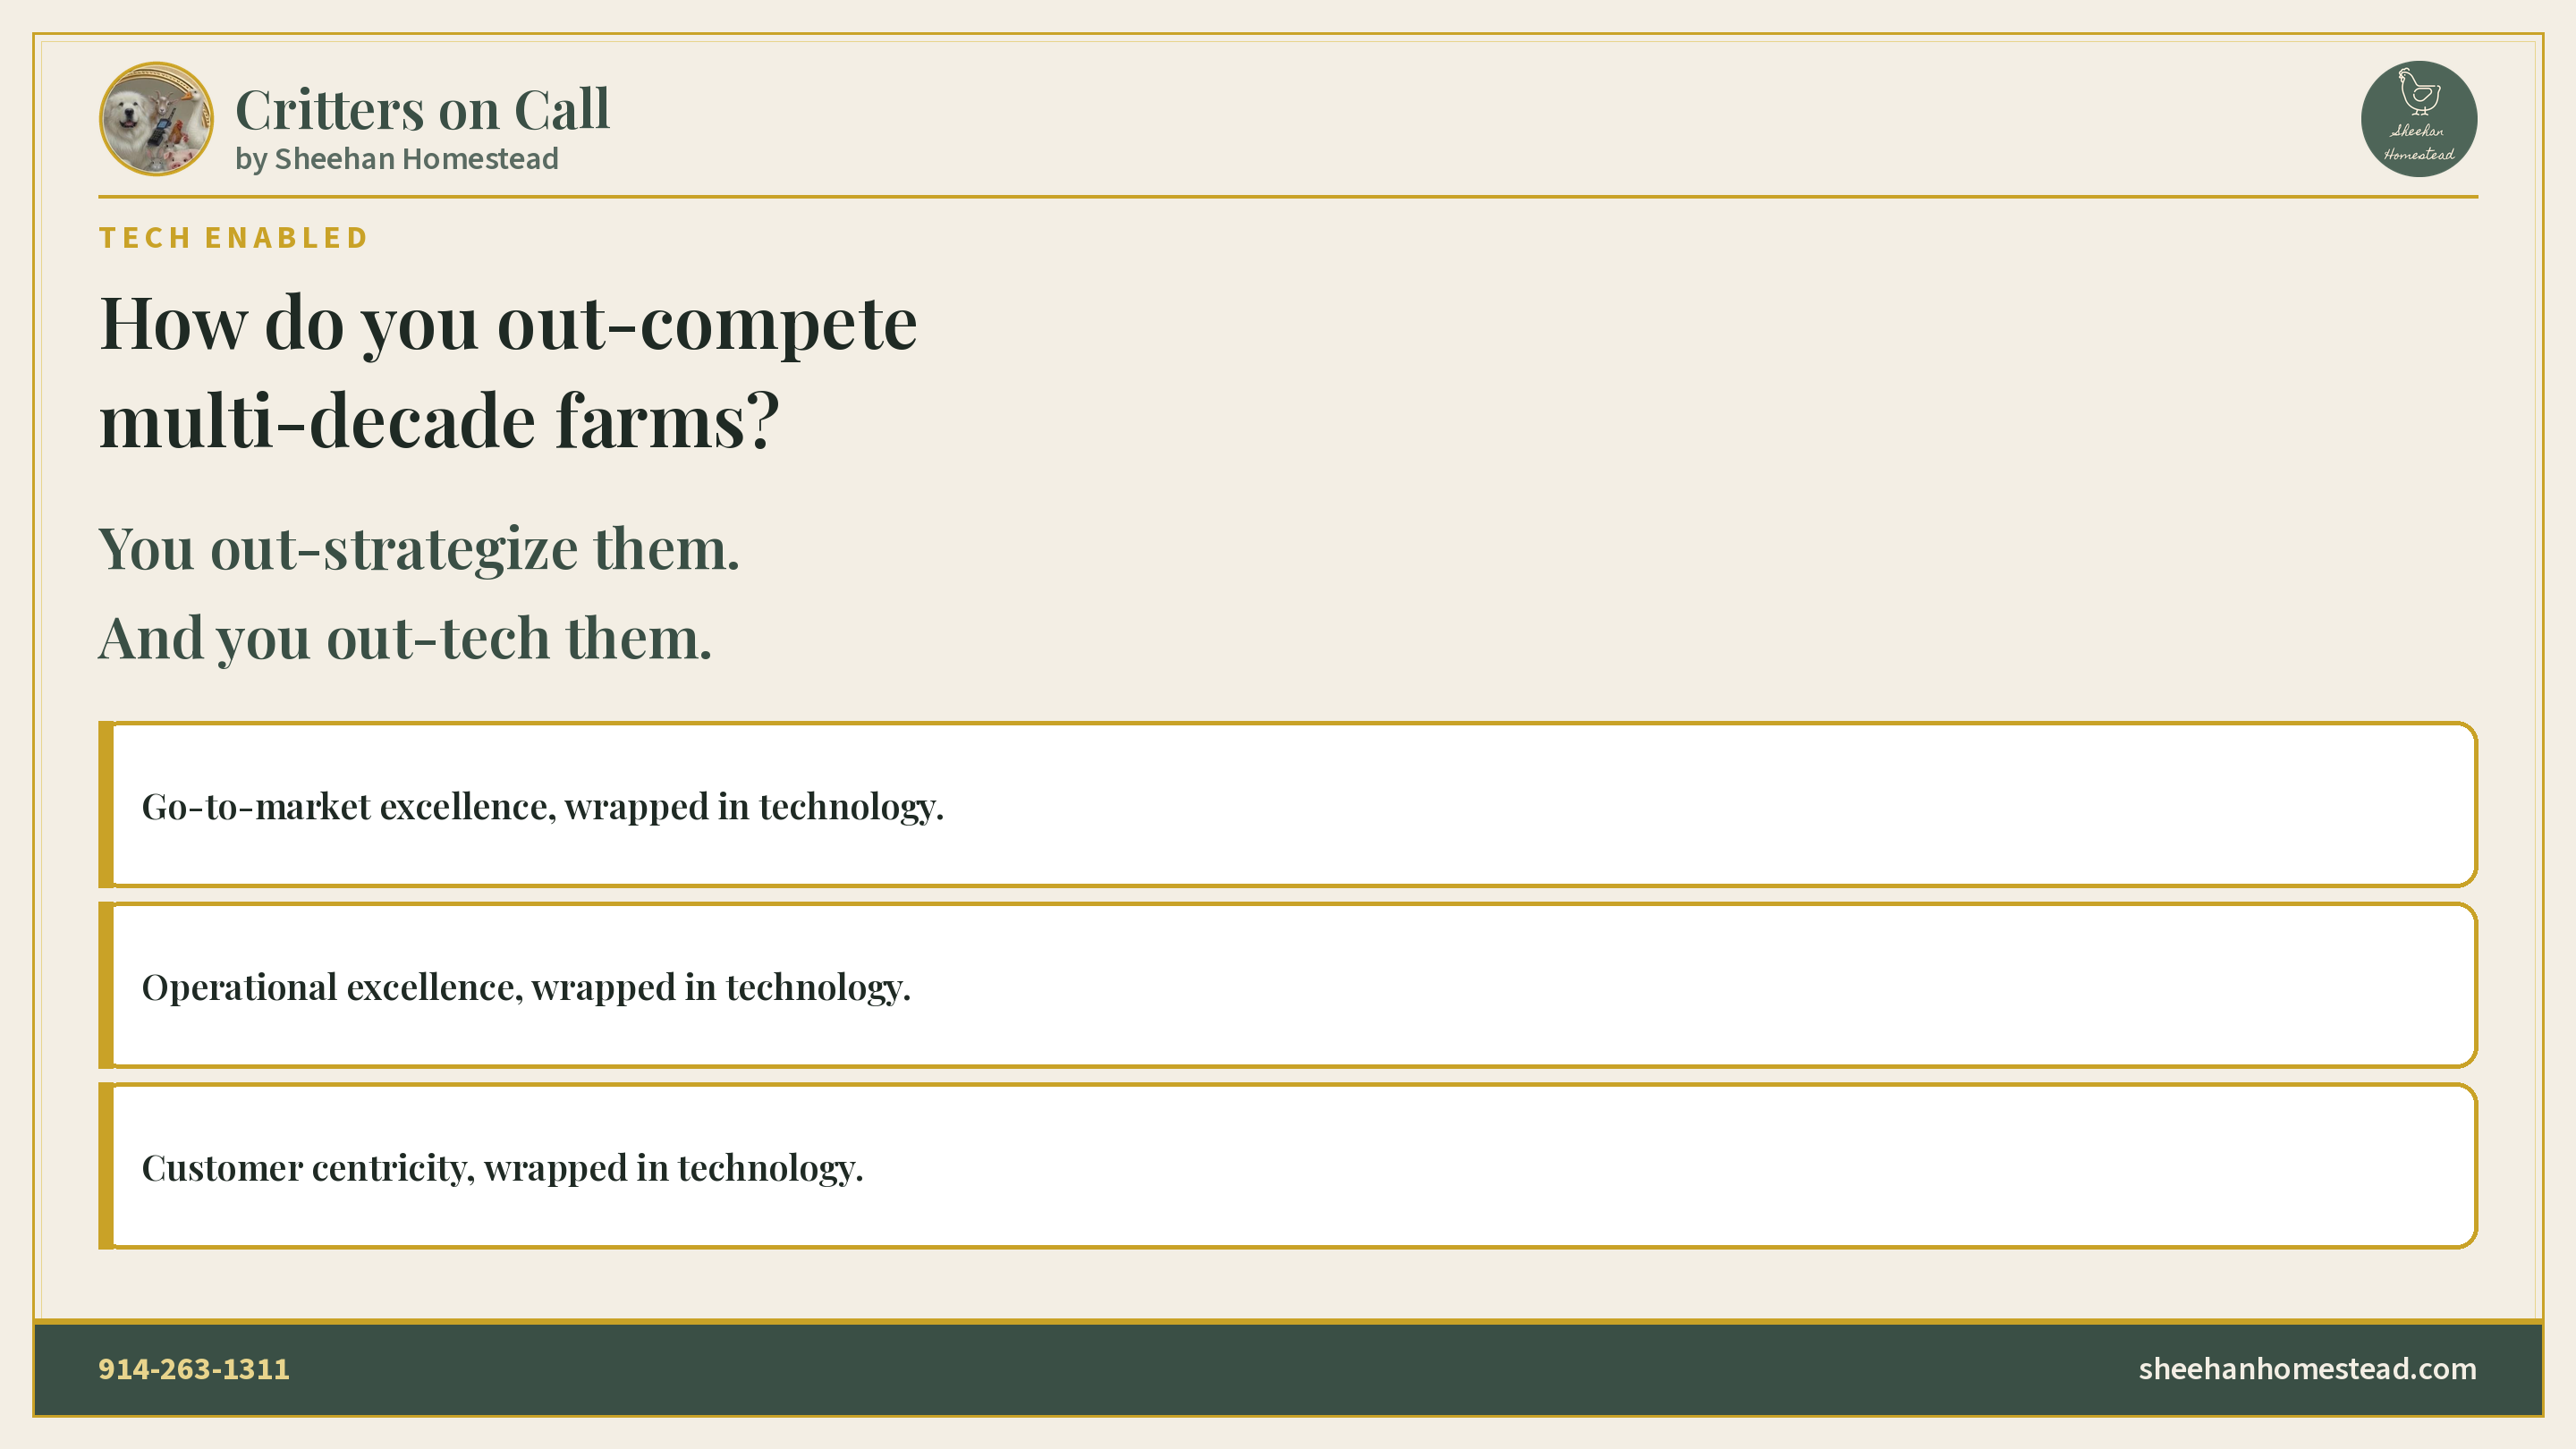 Critters on Call
by Sheehan Homestead
Sheehan
Homestead
TECH ENABLED
How do you out-compete
multi-decade farms?
You out-strategize them.
And you out-tech them.
Go-to-market excellence, wrapped in technology.
Operational excellence, wrapped in technology.
Customer centricity, wrapped in technology.
914-263-1311
sheehanhomestead.com